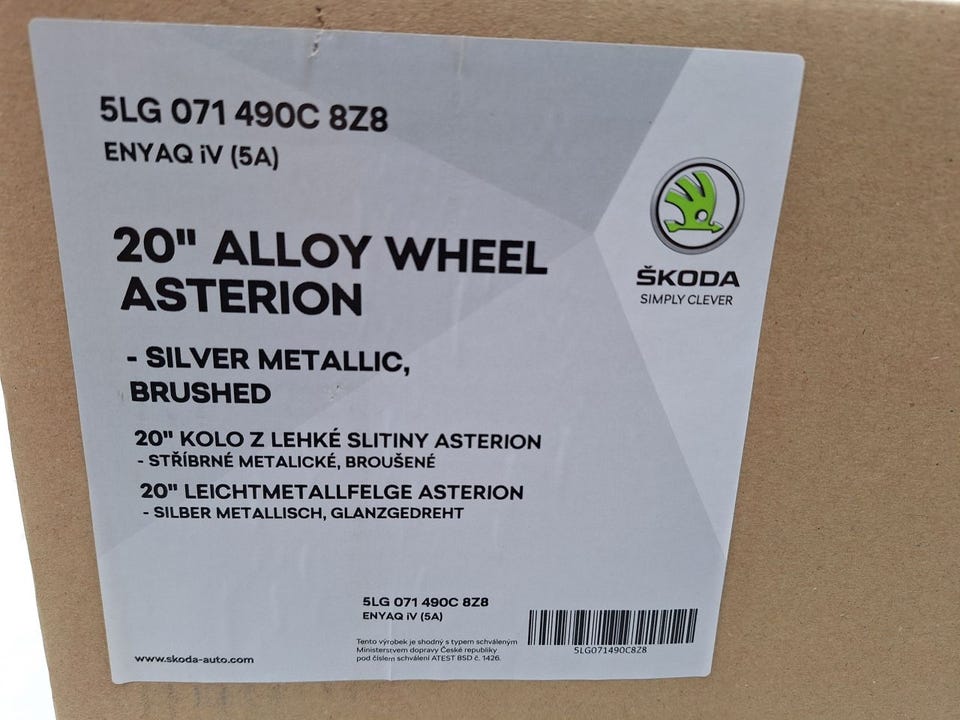 5LG 071 490C 8Z8
ENYAQ iV (5A)
20" ALLOY WHEEL
ASTERION
- SILVER METALLIC,
BRUSHED
20" KOLO Z LEHKÉ SLITINY ASTERION
- STŘÍBRNÉ METALICKÉ, BROUŠENÉ
20" LEICHTMETALLFELGE ASTERION
- SILBER METALLISCH, GLANZGEDREHT
ŠKODA
SIMPLY CLEVER
5LG 071 490C 8Z8
ENYAQ iV (5A)
Tento výrobek je shodný s typem schváleným
Ministerstvem dopravy České republiky
pod číslem schválení ATEST 8SD č. 1426.
5LG071490C8Z8
www.skoda-auto.com